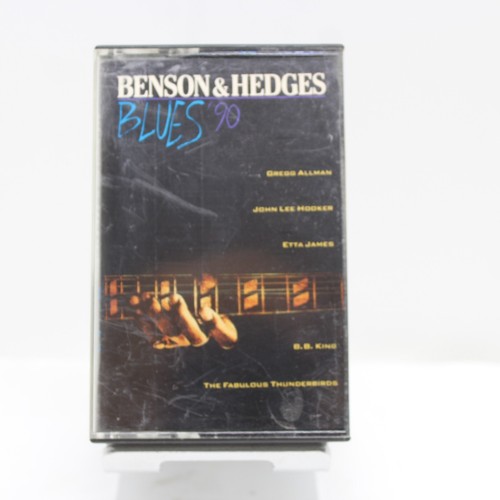 BENSON & HEDGES
BLUES '90
GREGG ALLMAN
JOHN LEE HOOKER
ETTA JAMES
B.B. KING
THE FABULOUS THUNDERBIRDS